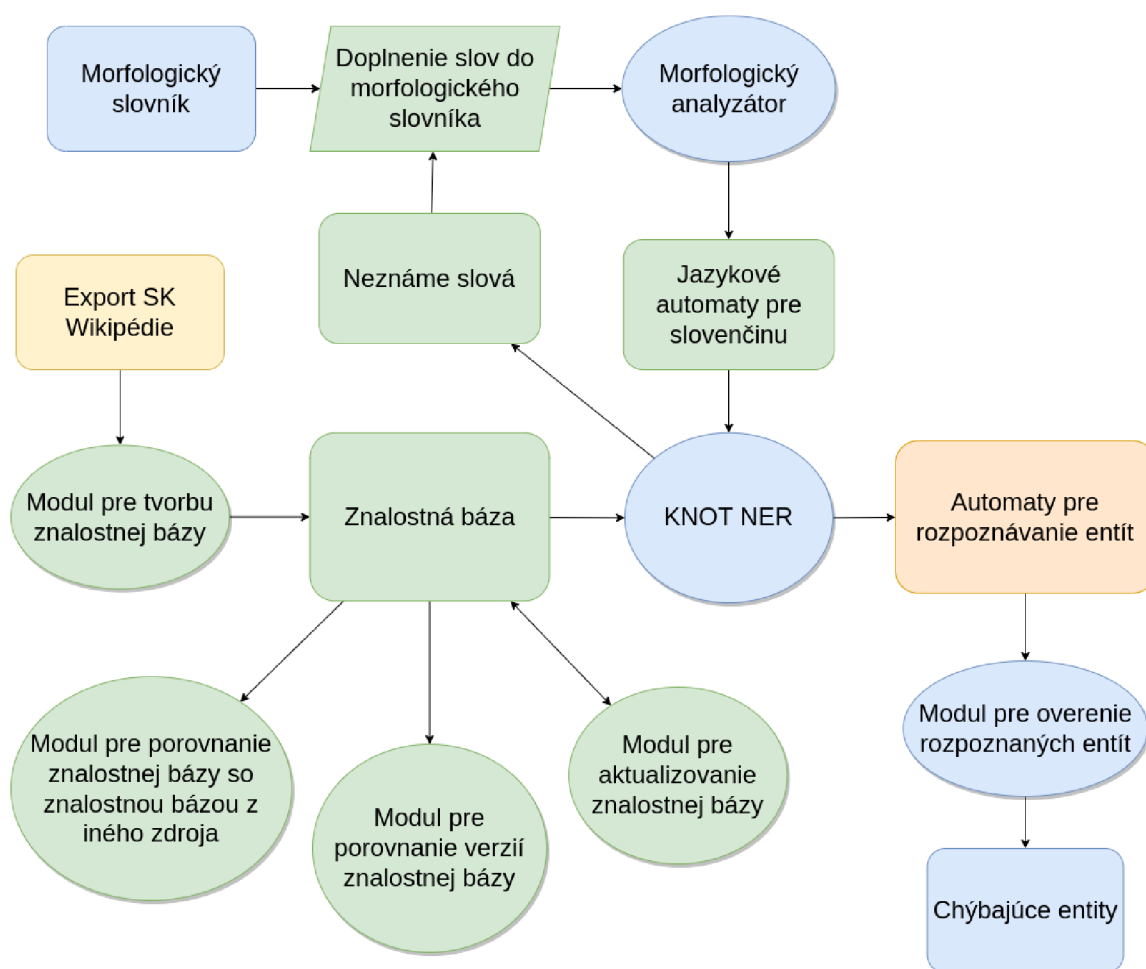 Morfologický
slovník
Doplnenie slov do
morfologického
slovníka
Morfologický
analyzátor
Neznáme slová
Jazykové
automaty pre
slovenčinu
Export SK
Wikipédie
Modul pre tvorbu
znalostnej bázy
Znalostná báza
KNOT NER
Automaty pre
rozpoznávanie entít
Modul pre porovnanie
znalostnej bázy so
znalostnou bázou z
iného zdroja
Modul pre
porovnanie verzií
znalostnej bázy
Modul pre
aktualizovanie
znalostnej bázy
Modul pre overenie
rozpoznaných entít
Chýbajúce entity